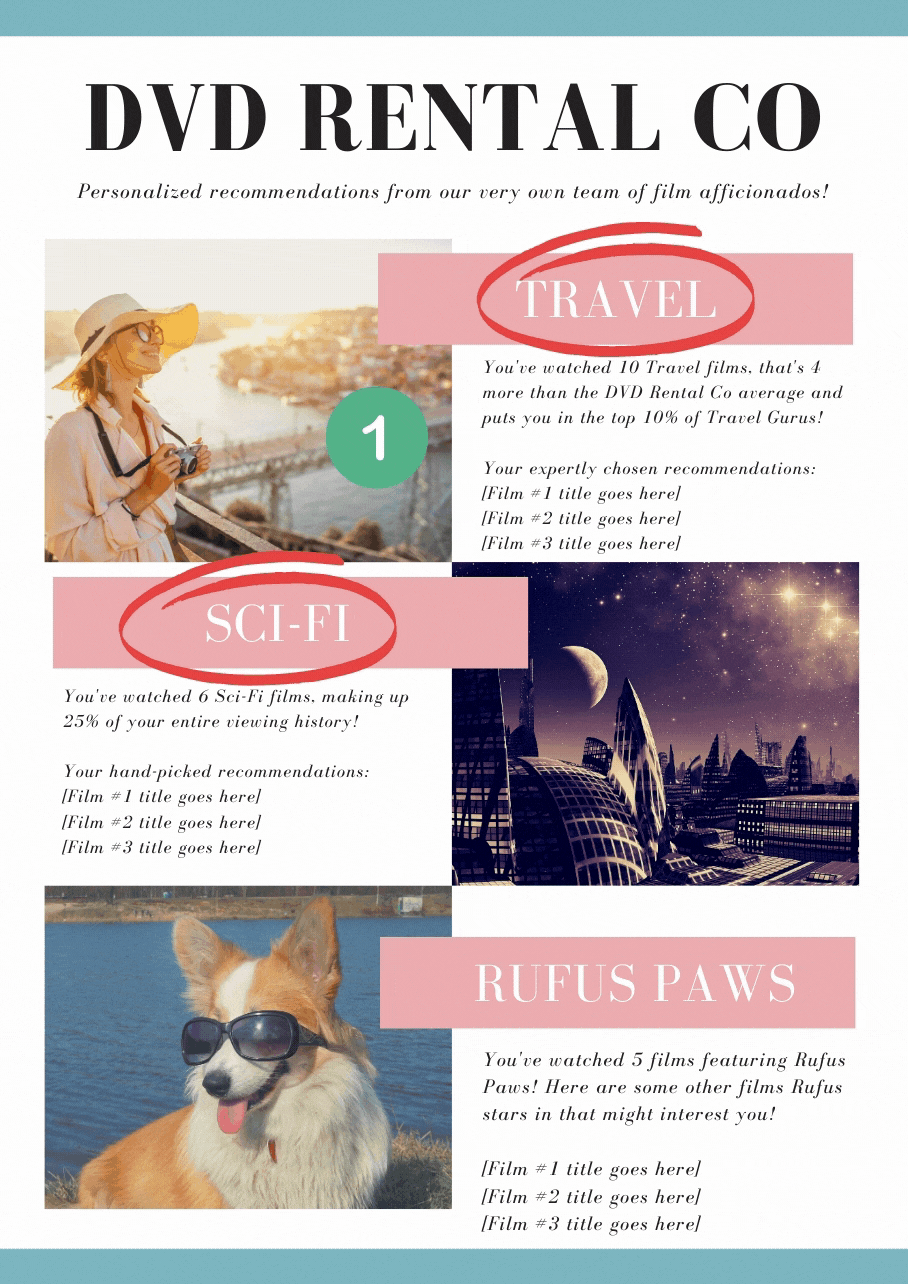 DVD RENTAL CO
Personalized recommendations from our very own team of film afficionados!
TRAVEL
You've watched 10 Travel films, that's 4
more than the DVD Rental Co average and
puts you in the top 10% of Travel Gurus!
Your expertly chosen recommendations:
[Film #1 title goes here]
[Film #2 title goes here]
[Film #3 title goes here]
1
SCI-FI
You've watched 6 Sci-Fi films, making up
25% of your entire viewing history!
Your hand-picked recommendations:
[Film #1 title goes here]
[Film #2 title goes here]
[Film #3 title goes here]
RUFUS PAWS
You've watched 5 films featuring Rufus
Paws! Here are some other films Rufus
stars in that might interest you!
[Film #1 title goes here]
[Film #2 title goes here]
[Film #3 title goes here]